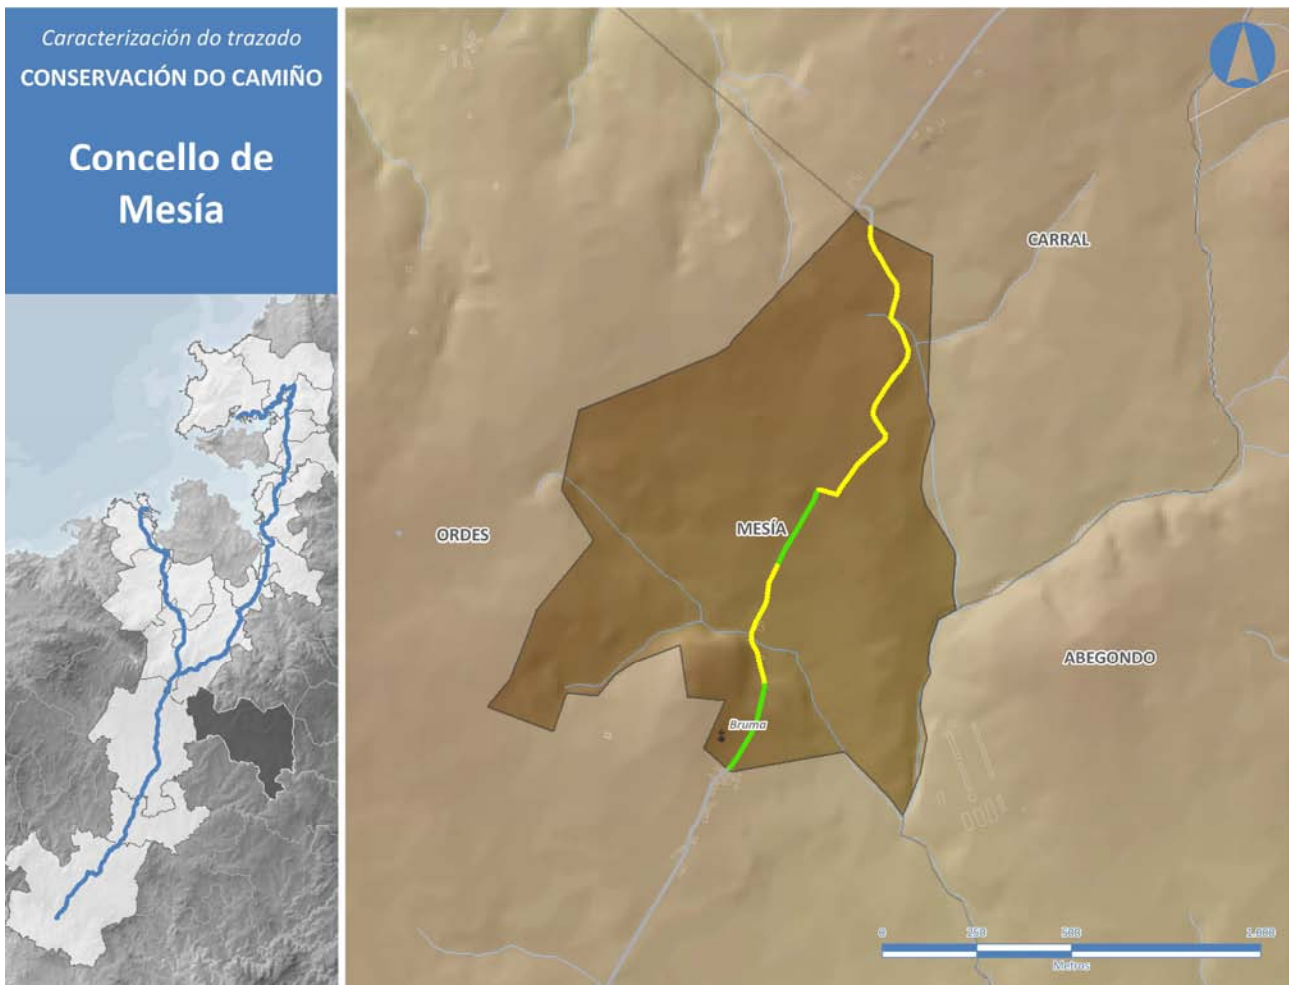 Caracterización do trazado
CONSERVACIÓN DO CAMIÑO
Concello de
Mesía
CARRAL
ORDES
MESÍA
ABEGONDO
Bruma
0 250 500 1.000
Metros